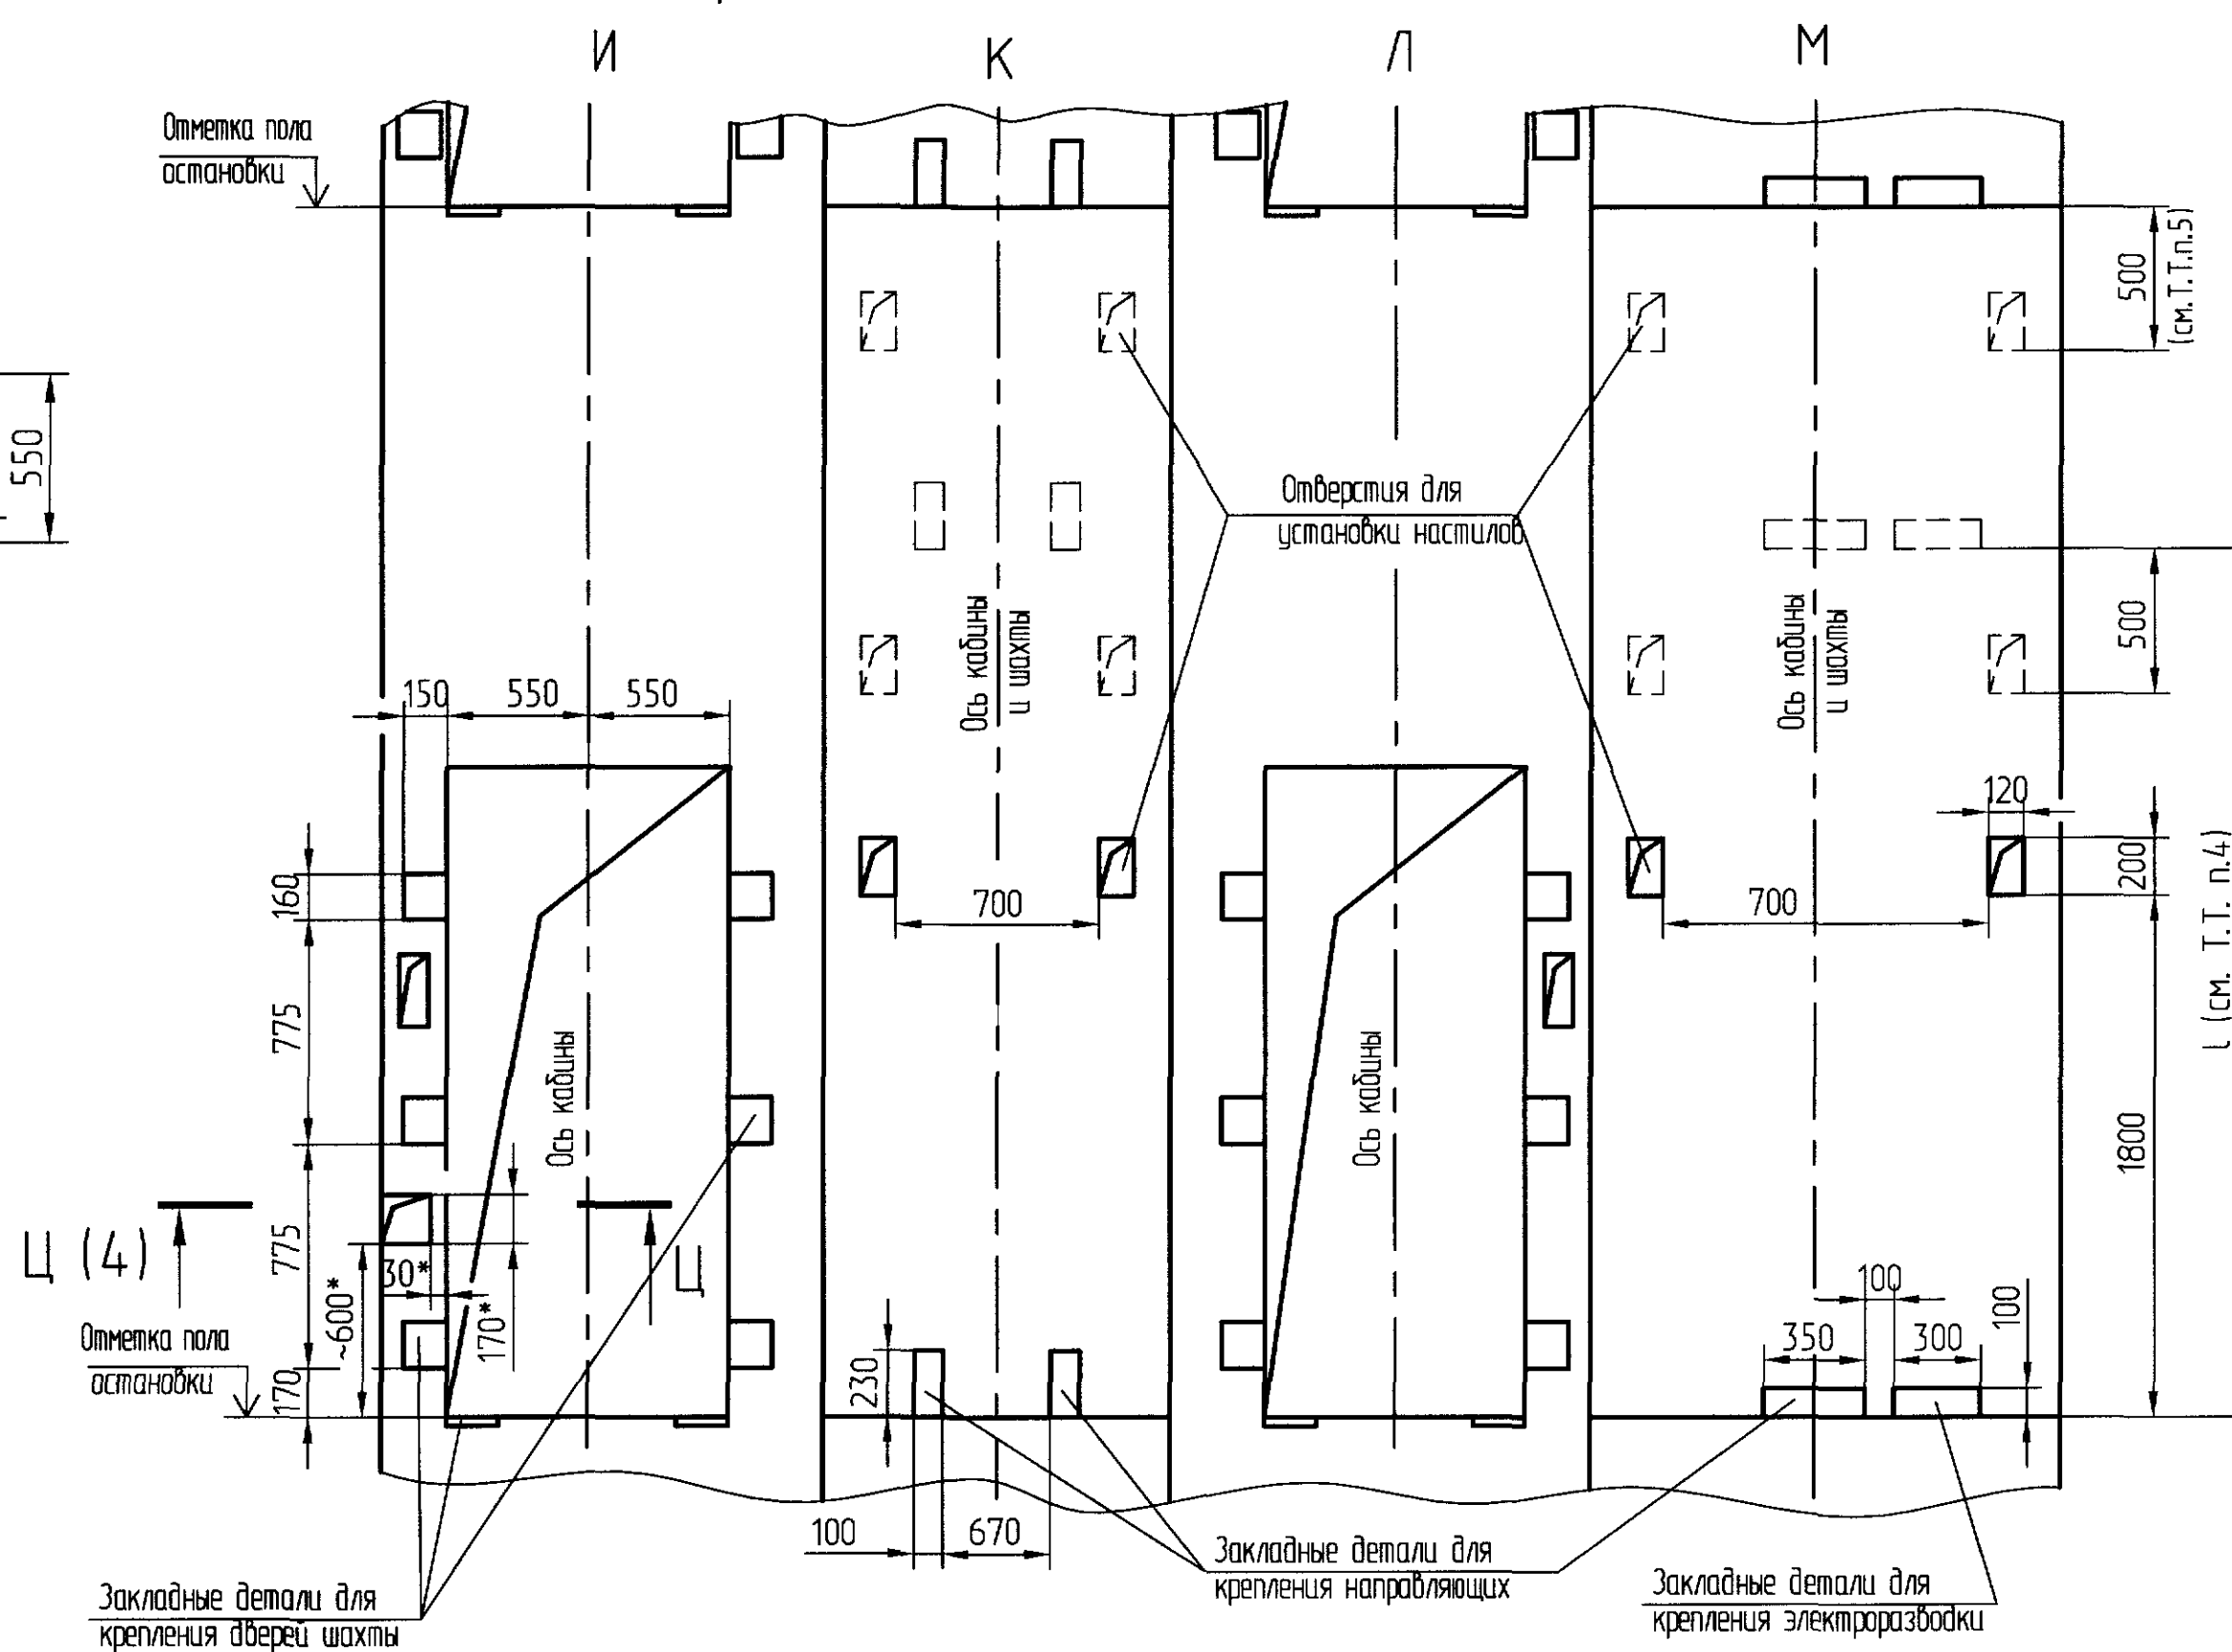 И
К
Л
М
Отметка пола
остановки
500
(см.Т.Т.п.5)
550
Отверстия для
установки настилов
Ось кабины
и шахты
Ось кабины
и шахты
500
150
550
550
120
200
160
700
700
775
Ось кабины
Ось кабины
l (см. Т.Т. п.4)
1800
Ц (4)
Ц
775
30*
~600*
170*
Отметка пола
остановки
170
230
100
350
300
100
100
670
Закладные детали для
крепления направляющих
Закладные детали для
крепления дверей шахты
Закладные детали для
крепления электроразводки